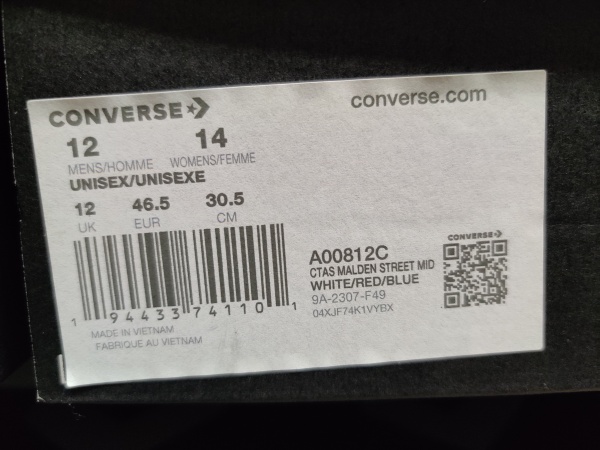 CONVERSE
converse.com
12 14
MENS/HOMME WOMENS/FEMME
UNISEX/UNISEXE
12 46.5 30.5
UK EUR CM
A00812C
CTAS MALDEN STREET MID
WHITE/RED/BLUE
9A-2307-F49
04XJF74K1VYBX
CONVERSE
1 94433 74110 1
MADE IN VIETNAM
FABRIQUE AU VIETNAM